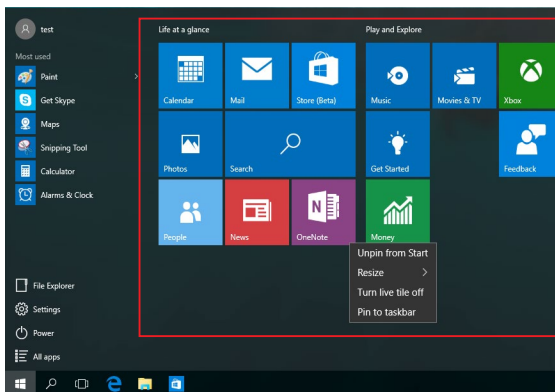 test
Most used
Paint
Get Skype
Maps
Snipping Tool
Calculator
Alarms & Clock
File Explorer
Settings
Power
All apps
Life at a glance
Calendar
Mail
Store (Beta)
Photos
Search
People
News
OneNote
Play and Explore
Music
Movies & TV
Xbox
Get Started
Feedback
Money
Unpin from Start
Resize
Turn live tile off
Pin to taskbar